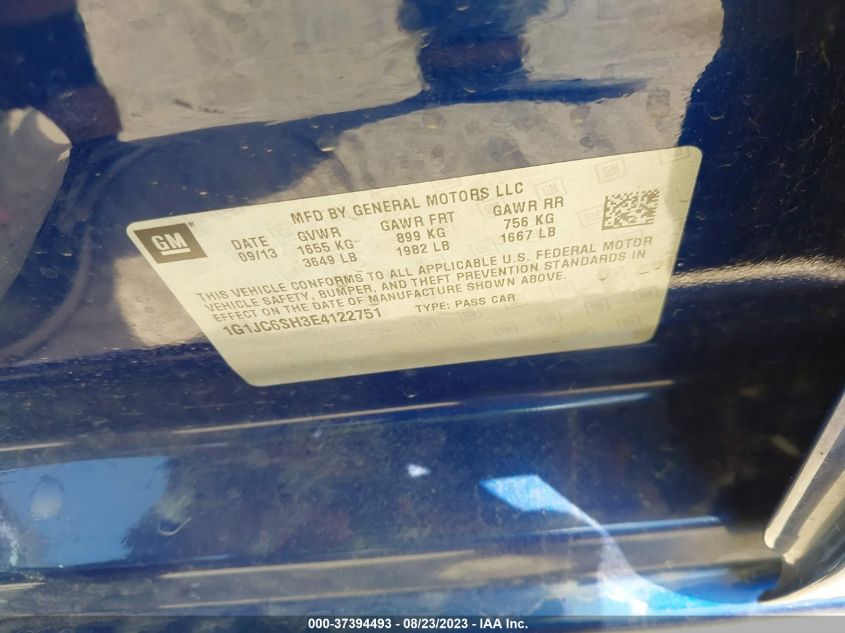 GM
MFD BY GENERAL MOTORS LLC
DATE GVWR GAWR FRT GAWR RR
09/13 1655 KG 899 KG 756 KG
3649 LB 1982 LB 1667 LB
THIS VEHICLE CONFORMS TO ALL APPLICABLE U.S. FEDERAL MOTOR
VEHICLE SAFETY, BUMPER, AND THEFT PREVENTION STANDARDS IN
EFFECT ON THE DATE OF MANUFACTURE SHOWN ABOVE.
1G1JC6SH3E4122751 TYPE: PASS CAR
000-37394493 - 08/23/2023 - IAA Inc.